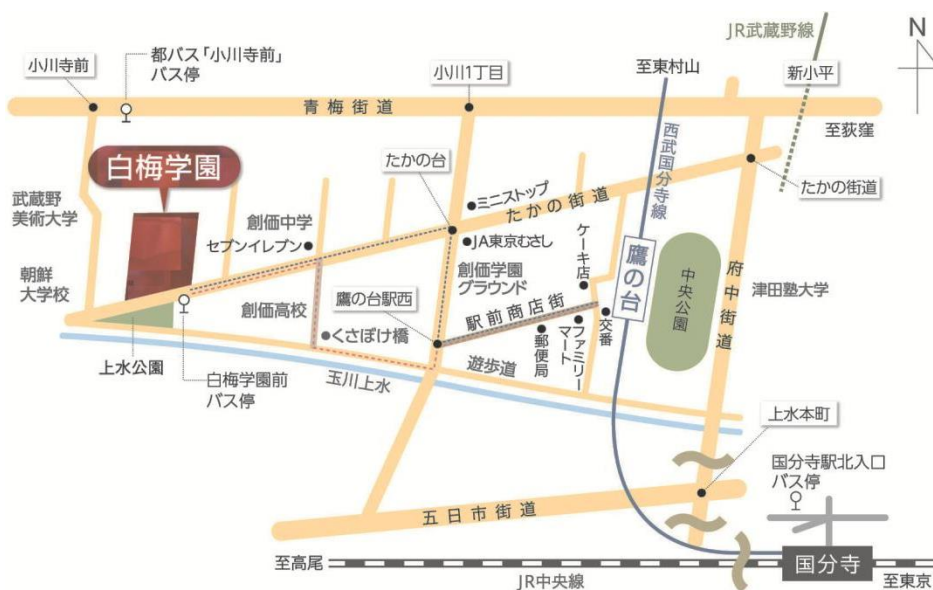 JR武蔵野線
N
都バス「小川寺前」
バス停
小川寺前
小川1丁目
至東村山
新小平
青梅街道
至荻窪
白梅学園
たかの台
西武国分寺線
武蔵野
美術大学
ミニストップ
たかの街道
たかの街道
創価中学
セブンイレブン
JA東京むさし
ケーキ店
鷹の台
朝鮮
大学校
創価学園
グラウンド
中央公園
府中街道
津田塾大学
創価高校
鷹の台駅西
駅前商店街
交番
くさぼけ橋
郵便局
ファミリー
マート
上水公園
白梅学園前
バス停
玉川上水
遊歩道
上水本町
国分寺駅北入口
バス停
五日市街道
至高尾
JR中央線
国分寺
至東京